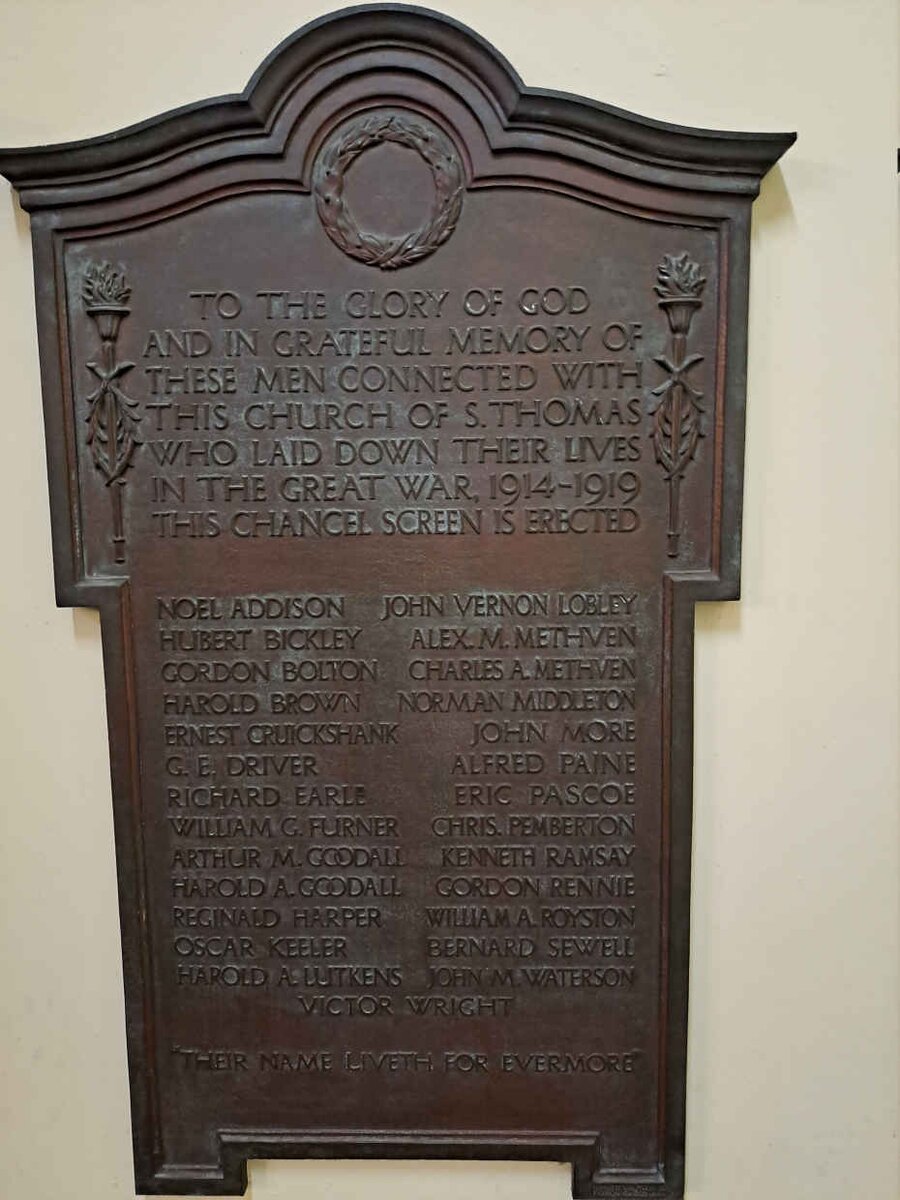 TO THE GLORY OF GOD
AND IN GRATEFUL MEMORY OF
THESE MEN CONNECTED WITH
THIS CHURCH OF S. THOMAS
WHO LAID DOWN THEIR LIVES
IN THE GREAT WAR, 1914-1919
THIS CHANCEL SCREEN IS ERECTED
NOEL ADDISON JOHN VERNON LOBLEY
HUBERT BICKLEY ALEX. M. METHVEN
GORDON BOLTON CHARLES A. METHVEN
HAROLD BROWN NORMAN MIDDLETON
ERNEST CRUICKSHANK JOHN MORE
G. E. DRIVER ALFRED PAINE
RICHARD EARLE ERIC PASCOE
WILLIAM G. FURNER CHRIS. PEMBERTON
ARTHUR M. GOODALL KENNETH RAMSAY
HAROLD A. GOODALL GORDON RENNIE
REGINALD HARPER WILLIAM A. ROYSTON
OSCAR KEELER BERNARD SEWELL
HAROLD A. LUTKENS JOHN M. WATERSON
VICTOR WRIGHT
"THEIR NAME LIVETH FOR EVERMORE"